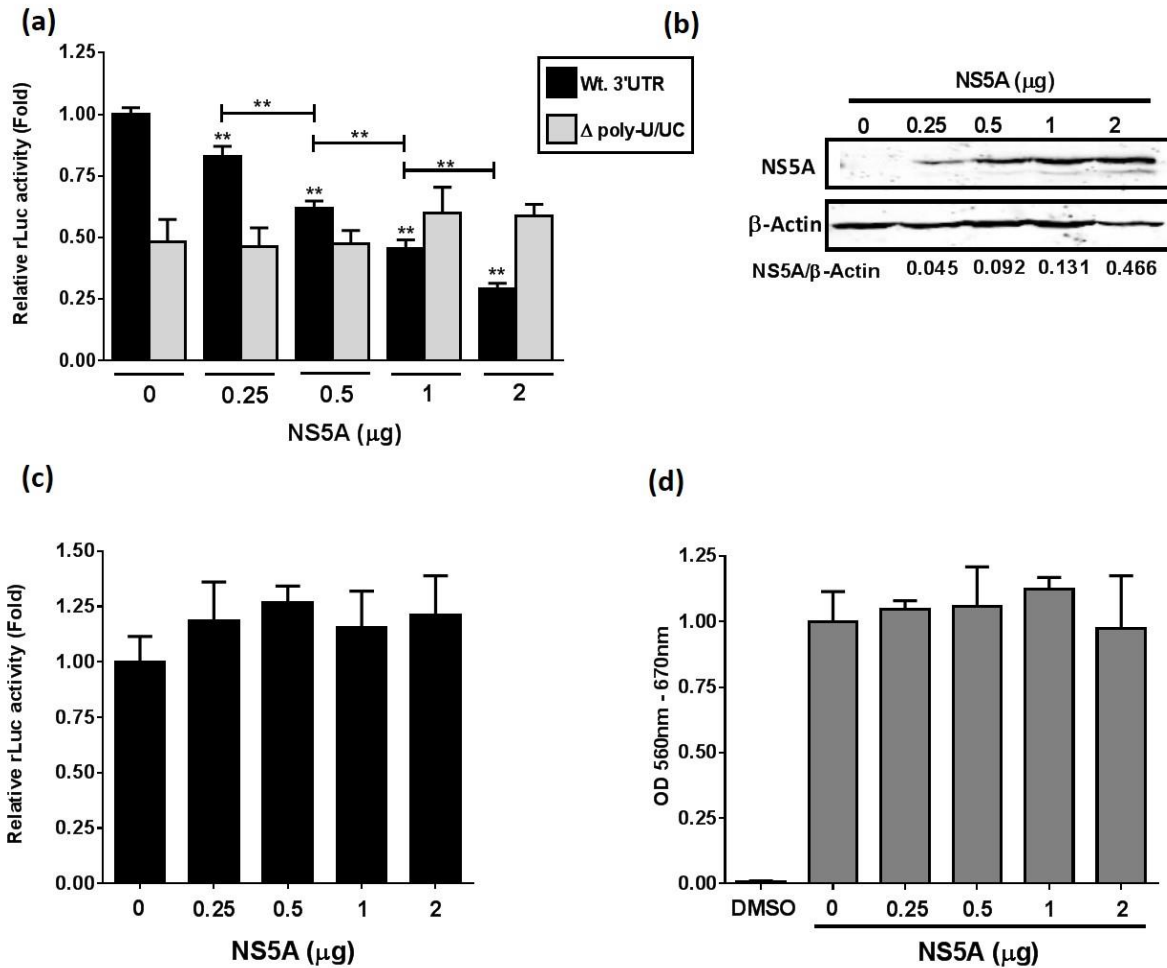 (a)
1.25
1.00
0.75
0.50
0.25
0.00
Relative rLuc activity (Fold)
**
**
**
**
**
**
**
Wt. 3'UTR
Δ poly-U/UC
0 0.25 0.5 1 2
NS5A (μg)
(b)
NS5A (μg)
0 0.25 0.5 1 2
NS5A
β-Actin
NS5A/β-Actin 0.045 0.092 0.131 0.466
(c)
1.50
1.25
1.00
0.75
0.50
0.25
0.00
Relative rLuc activity (Fold)
0 0.25 0.5 1 2
NS5A (μg)
(d)
1.25
1.00
0.75
0.50
0.25
0.00
OD 560nm - 670nm
DMSO 0 0.25 0.5 1 2
NS5A (μg)